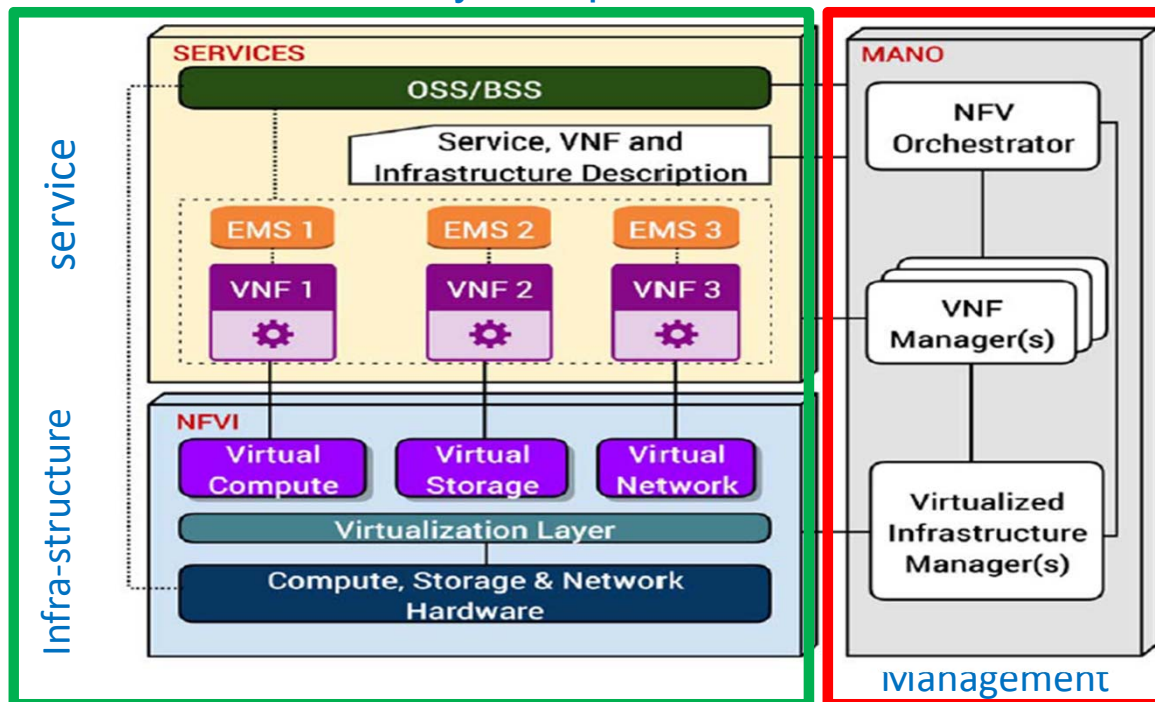 SERVICES
OSS/BSS
Service, VNF and
Infrastructure Description
EMS 1
EMS 2
EMS 3
VNF 1
VNF 2
VNF 3
service
NFVI
Virtual
Compute
Virtual
Storage
Virtual
Network
Virtualization Layer
Compute, Storage & Network
Hardware
Infra-structure
MANO
NFV
Orchestrator
VNF
Manager(s)
Virtualized
Infrastructure
Manager(s)
Management